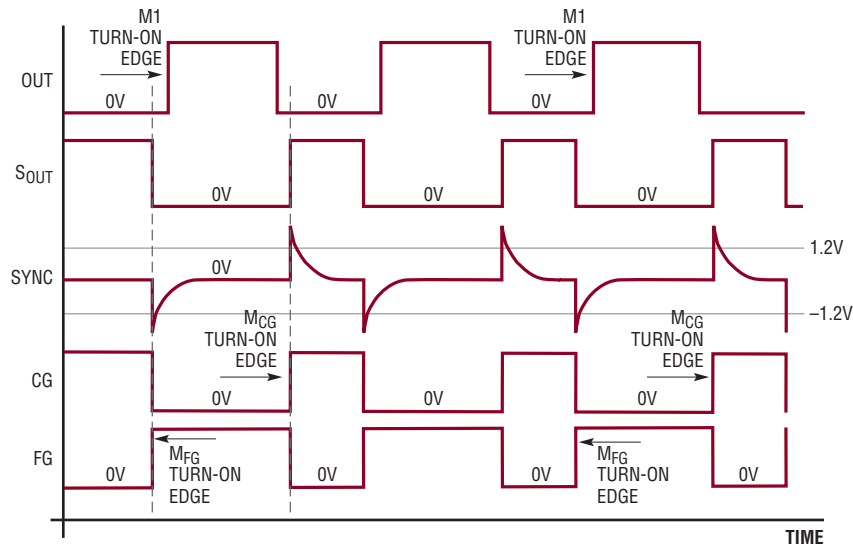 M1
TURN-ON
EDGE
M1
TURN-ON
EDGE
OUT
0V
0V
0V
SOUT
0V
0V
0V
1.2V
SYNC
0V
–1.2V
MCG
TURN-ON
EDGE
MCG
TURN-ON
EDGE
CG
0V
0V
0V
FG
0V
MFG
TURN-ON
EDGE
0V
0V
MFG
TURN-ON
EDGE
0V
TIME